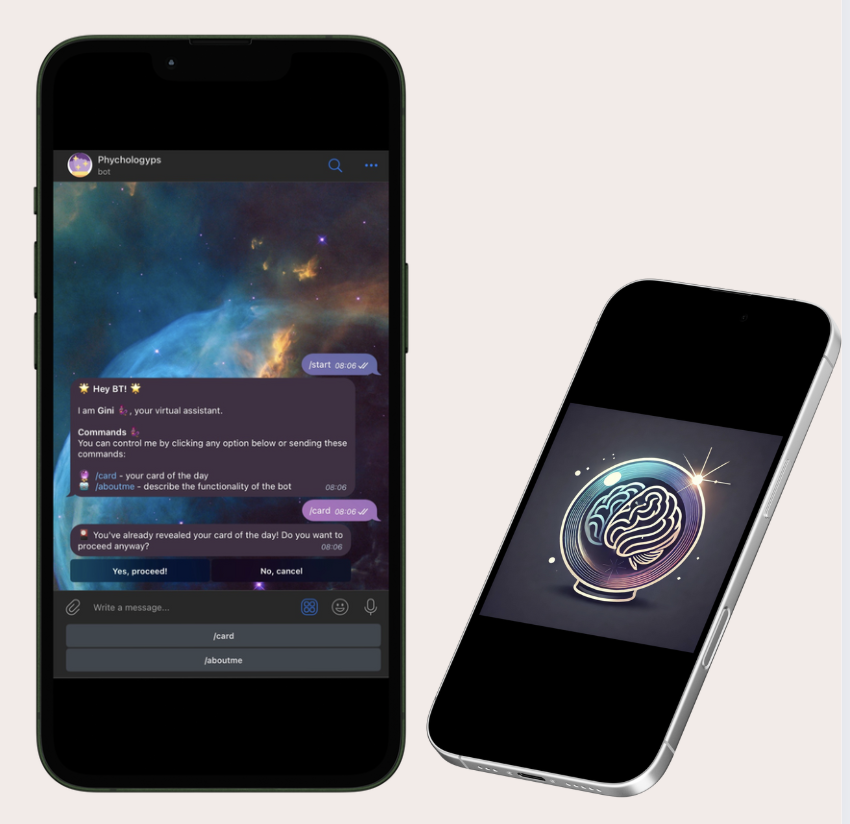 Phychologyps
bot
/start 08:06
🌟 Hey BT! 🌟
I am Gini 🧞‍♀️, your virtual assistant.
Commands 🧞‍♀️
You can control me by clicking any option below or sending these
commands:
🔮 /card - your card of the day
🤖 /aboutme - describe the functionality of the bot 08:06
/card 08:06
🎴 You've already revealed your card of the day! Do you want to
proceed anyway? 08:06
Yes, proceed! No, cancel
Write a message...
/card
/aboutme